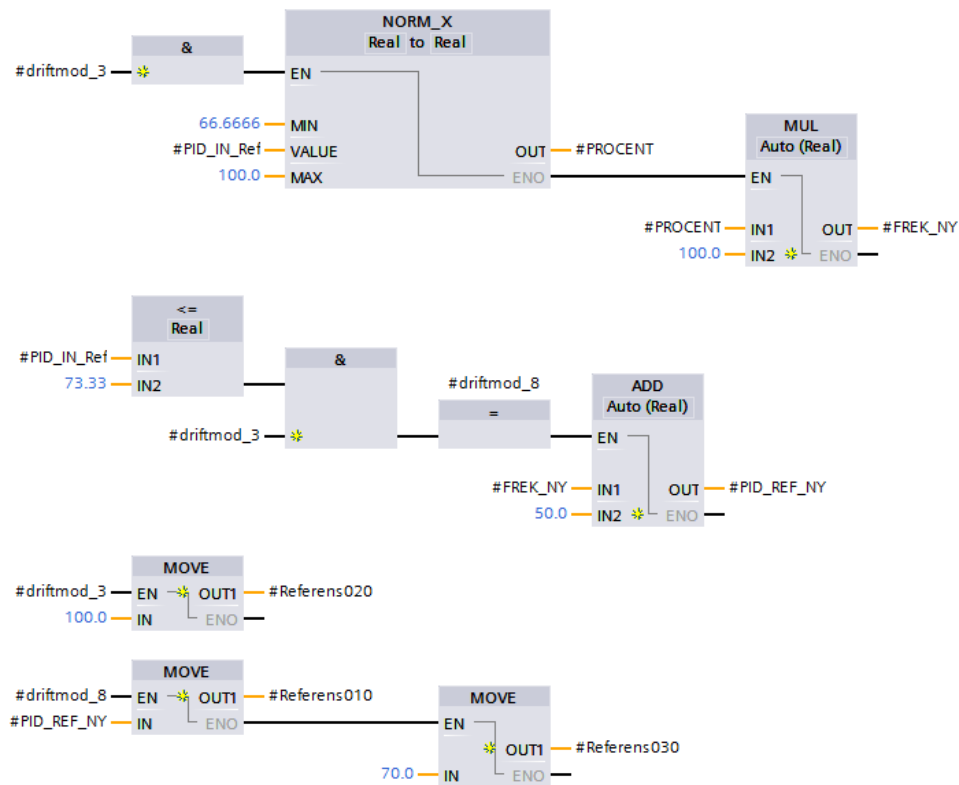 NORM_X
Real to Real
&
#driftmod_3
EN
66.6666 MIN
#PID_IN_Ref VALUE OUT #PROCENT
100.0 MAX ENO
MUL
Auto (Real)
EN
#PROCENT IN1 OUT #FREK_NY
100.0 IN2 ENO
<=
Real
#PID_IN_Ref IN1
73.33 IN2
&
#driftmod_3
#driftmod_8
=
ADD
Auto (Real)
EN
#FREK_NY IN1 OUT #PID_REF_NY
50.0 IN2 ENO
MOVE
#driftmod_3 EN OUT1 #Referens020
100.0 IN ENO
MOVE
#driftmod_8 EN OUT1 #Referens010
#PID_REF_NY IN ENO
MOVE
EN
OUT1 #Referens030
70.0 IN ENO